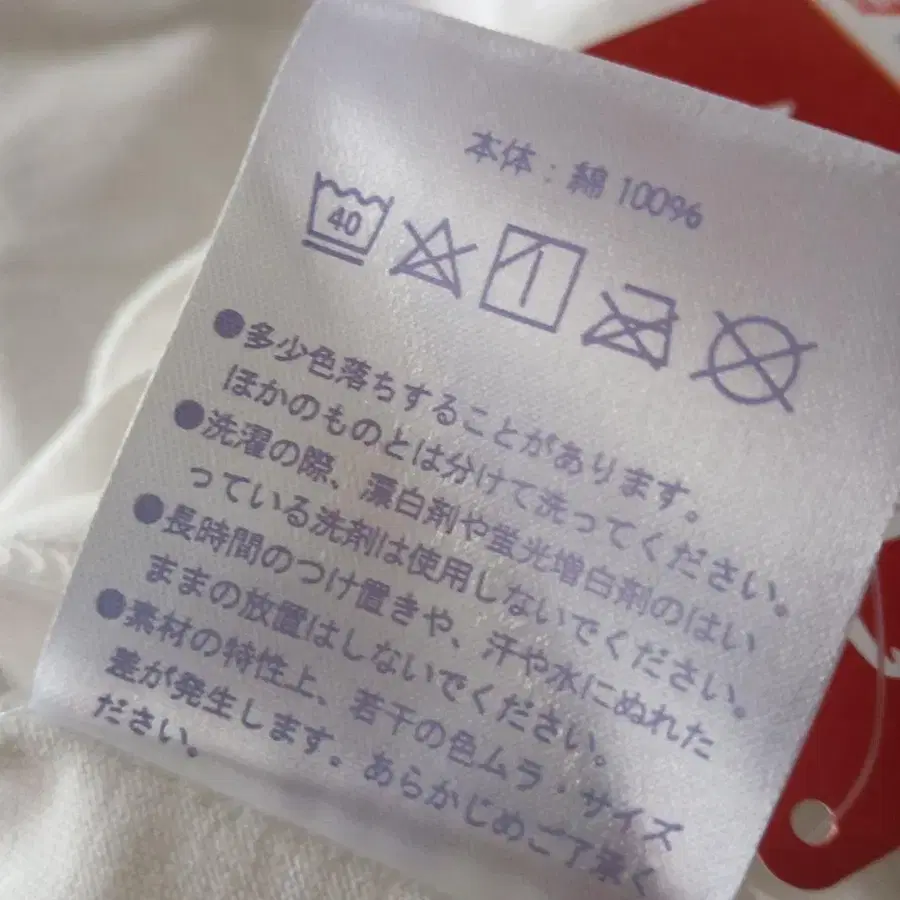 本体：綿 10096
40
●多少色落ちすることがあります。
ほかのものとは分けて洗ってください。
●洗濯の際、漂白剤や蛍光増白剤のはい
っている洗剤は使用しないでください。
●長時間のつけ置きや、汗や水にぬれた
ままの放置はしないでください。
●素材の特性上、若干の色ムラ・サイズ
差が発生します。あらかじめご了承く
ださい。